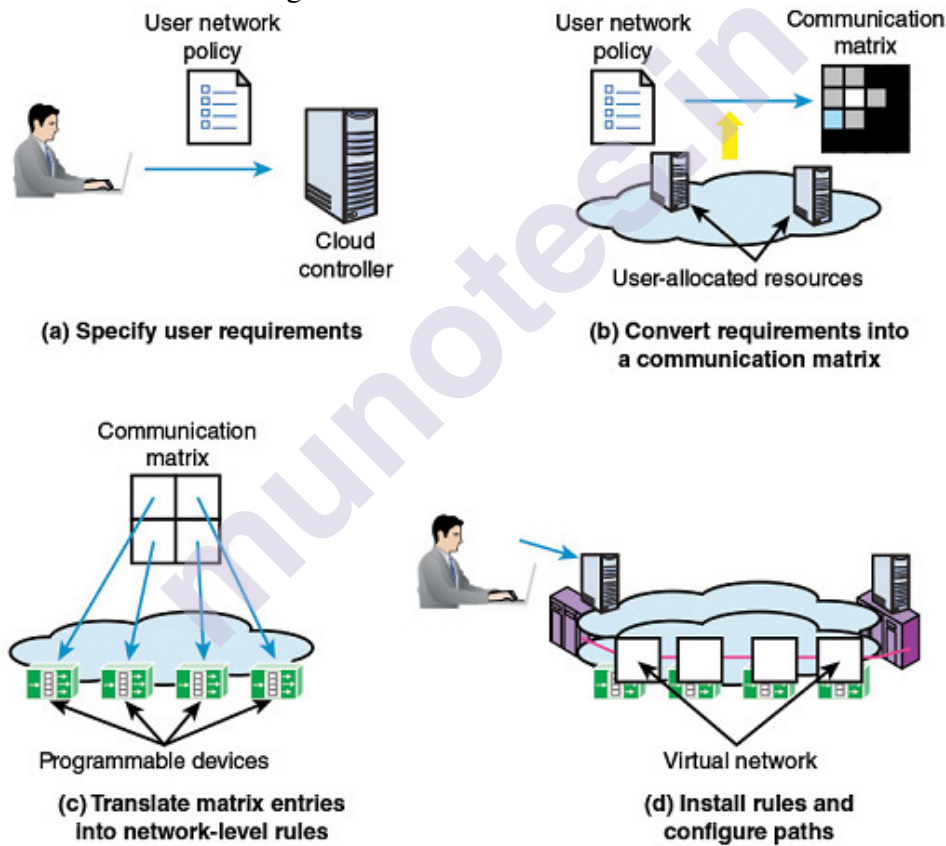 User network
policy
Cloud
controller
(a) Specify user requirements
User network
policy
Communication
matrix
User-allocated resources
(b) Convert requirements into
a communication matrix
Communication
matrix
Programmable devices
(c) Translate matrix entries
into network-level rules
Virtual network
(d) Install rules and
configure paths
munotes.in